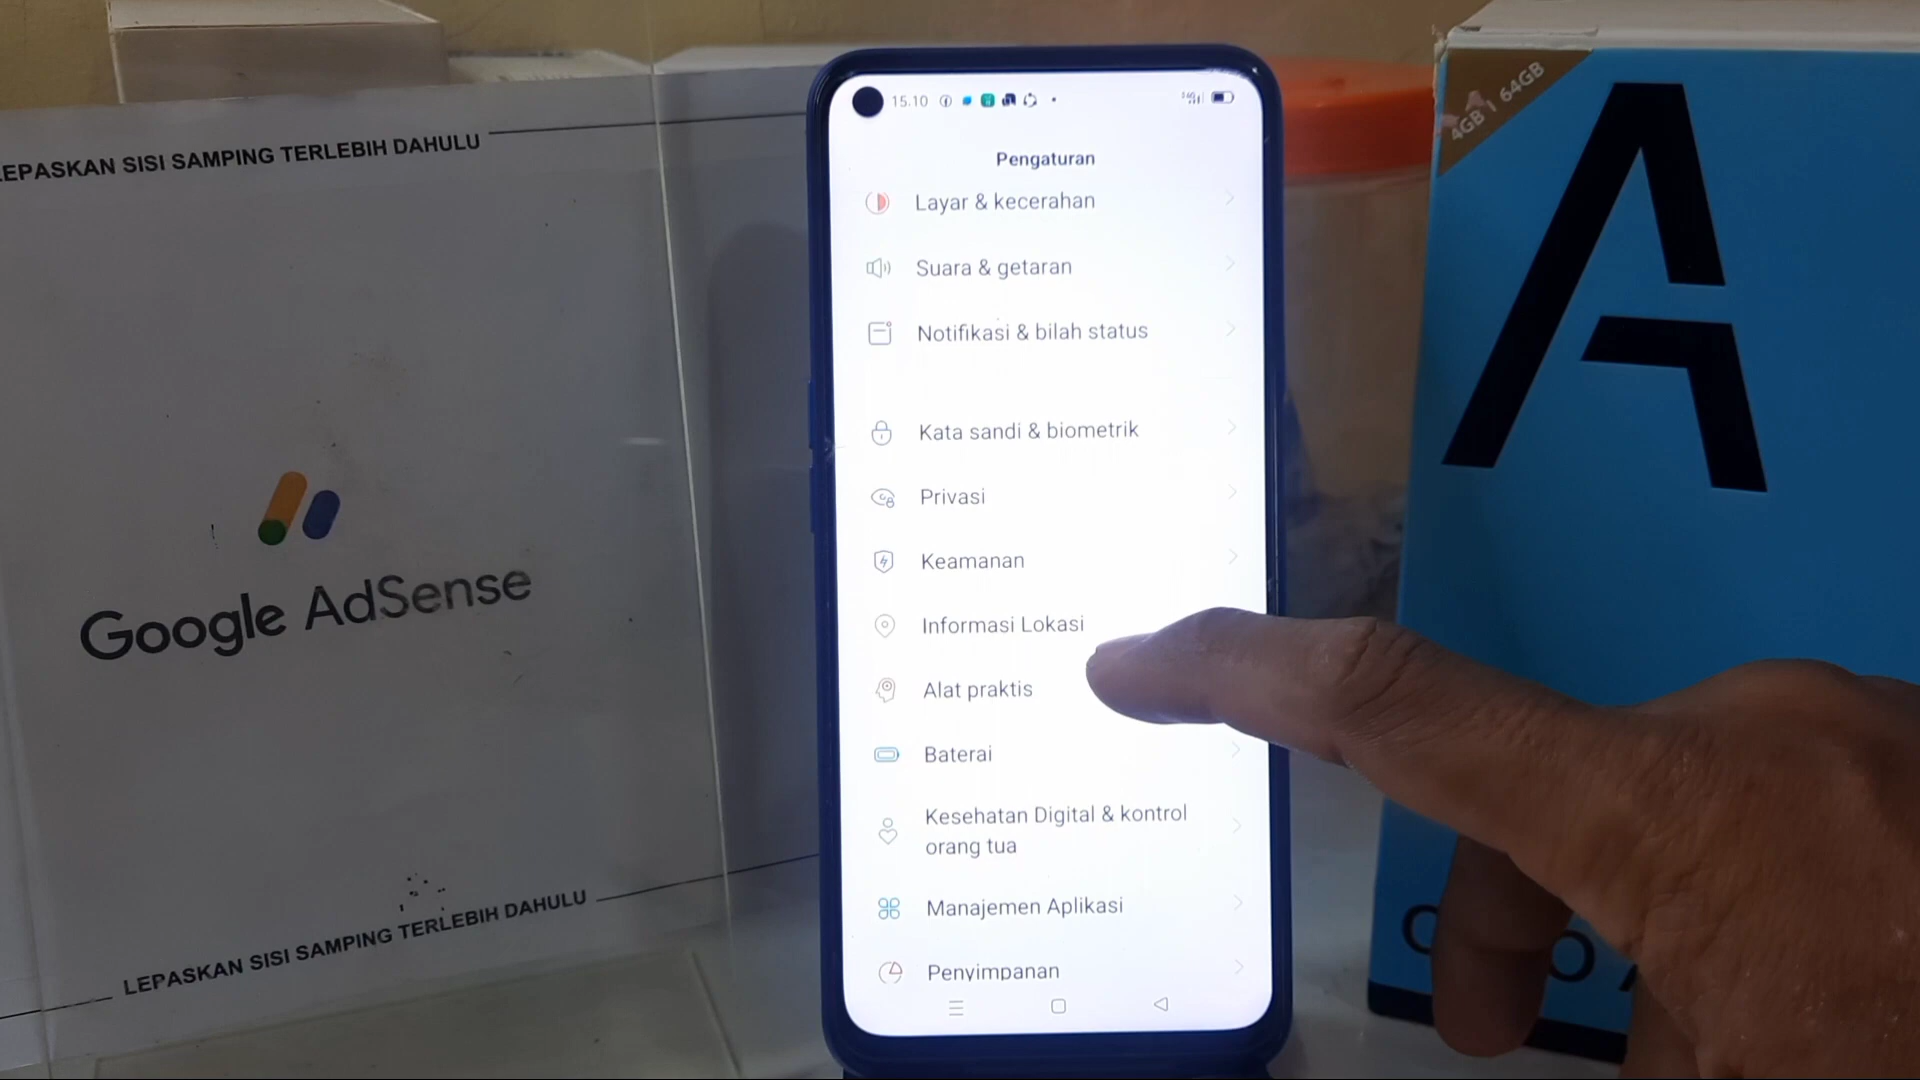 LEPASKAN SISI SAMPING TERLEBIH DAHULU
Google AdSense
LEPASKAN SISI SAMPING TERLEBIH DAHULU
15.10
Pengaturan
Layar & kecerahan
Suara & getaran
Notifikasi & bilah status
Kata sandi & biometrik
Privasi
Keamanan
Informasi Lokasi
Alat praktis
Baterai
Kesehatan Digital & kontrol
orang tua
Manajemen Aplikasi
Penyimpanan
4GB | 64GB
A